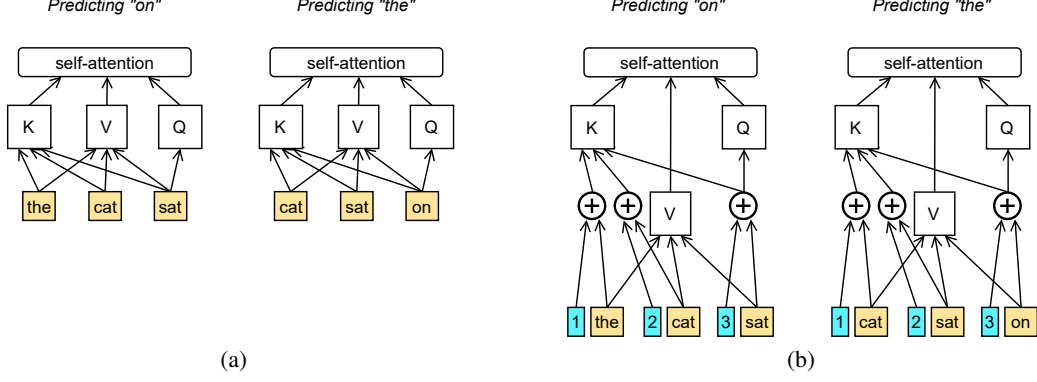 Predicting "on"
Predicting "the"
self-attention
self-attention
K
V
Q
K
V
Q
the
cat
sat
cat
sat
on
(a)
Predicting "on"
Predicting "the"
self-attention
self-attention
K
Q
K
Q
+
+
V
+
+
+
V
+
1
the
2
cat
3
sat
1
cat
2
sat
3
on
(b)